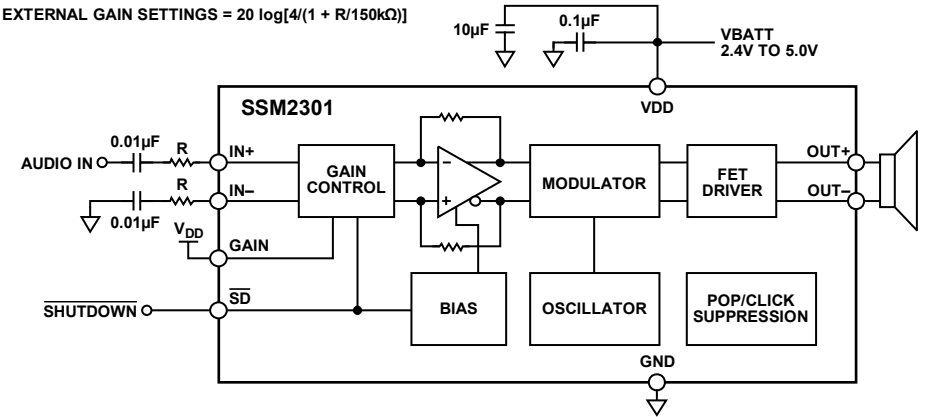 EXTERNAL GAIN SETTINGS = 20 log[4/(1 + R/150kΩ)]
10µF
0.1µF
VBATT
2.4V TO 5.0V
SSM2301
VDD
0.01µF
R
AUDIO IN
IN+
GAIN
CONTROL
MODULATOR
FET
DRIVER
OUT+
OUT–
R
IN–
0.01µF
VDD
GAIN
SHUTDOWN
SD
BIAS
OSCILLATOR
POP/CLICK
SUPPRESSION
GND